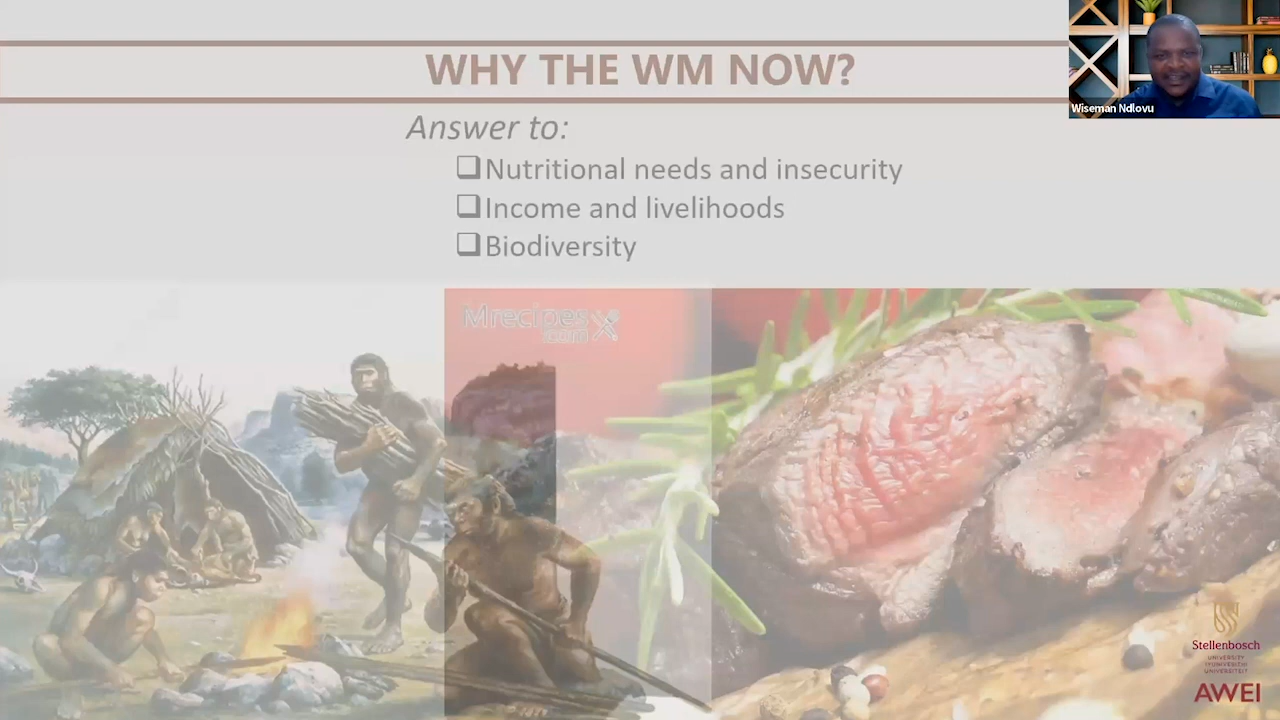 WHY THE WM NOW?
Wiseman Ndlovu
Answer to:
Nutritional needs and insecurity
Income and livelihoods
Biodiversity
Mrecipes
.com
Stellenbosch
UNIVERSITY
IYUNIVESITHI
UNIVERSITEIT
AWEI